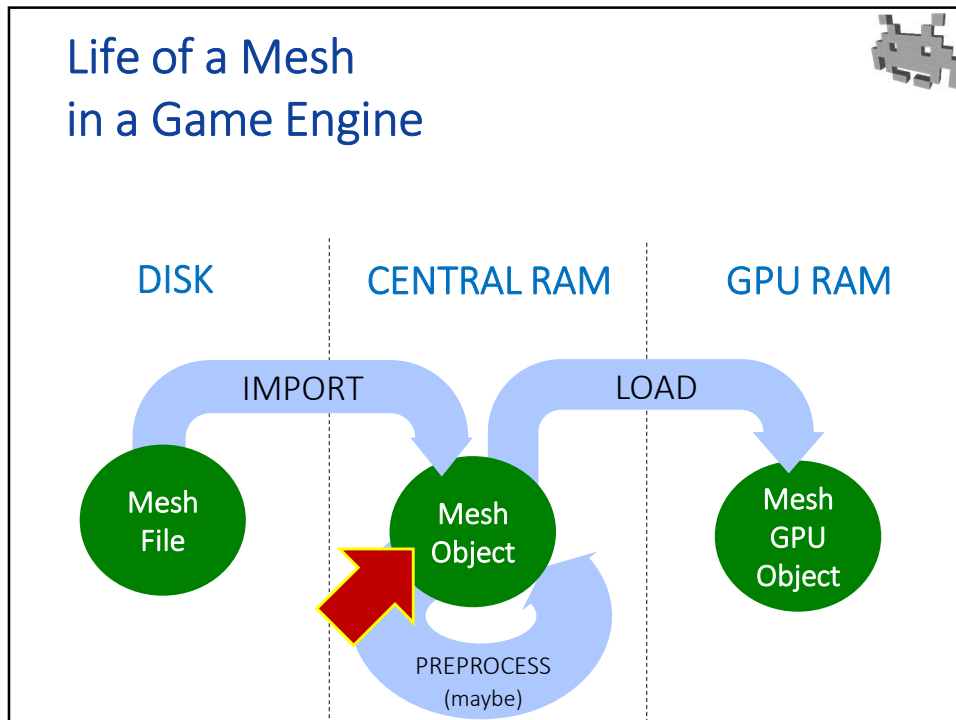 Life of a Mesh
in a Game Engine
DISK
CENTRAL RAM
GPU RAM
IMPORT
LOAD
Mesh
File
Mesh
Object
Mesh
GPU
Object
PREPROCESS
(maybe)